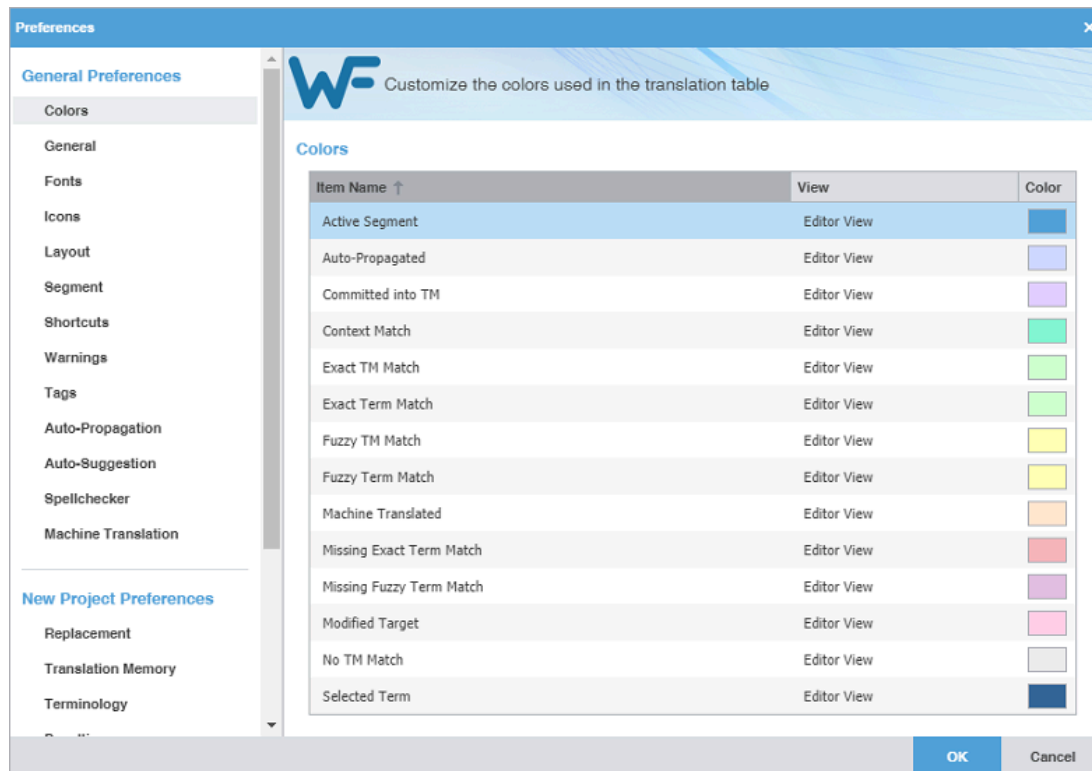 Preferences
General Preferences
Colors
General
Fonts
Icons
Layout
Segment
Shortcuts
Warnings
Tags
Auto-Propagation
Auto-Suggestion
Spellchecker
Machine Translation
New Project Preferences
Replacement
Translation Memory
Terminology
WF Customize the colors used in the translation table
Colors
Item Name View Color
Active Segment Editor View
Auto-Propagated Editor View
Committed into TM Editor View
Context Match Editor View
Exact TM Match Editor View
Exact Term Match Editor View
Fuzzy TM Match Editor View
Fuzzy Term Match Editor View
Machine Translated Editor View
Missing Exact Term Match Editor View
Missing Fuzzy Term Match Editor View
Modified Target Editor View
No TM Match Editor View
Selected Term Editor View
OK Cancel